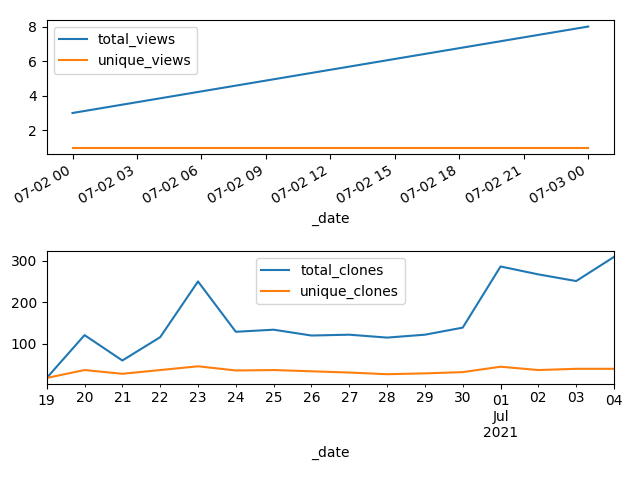 8
6
4
2
total_views
unique_views
07-02 00
07-02 03
07-02 06
07-02 09
07-02 12
07-02 15
07-02 18
07-02 21
07-03 00
_date
300
200
100
total_clones
unique_clones
19 20 21 22 23 24 25 26 27 28 29 30 01 02 03 04
Jul
2021
_date